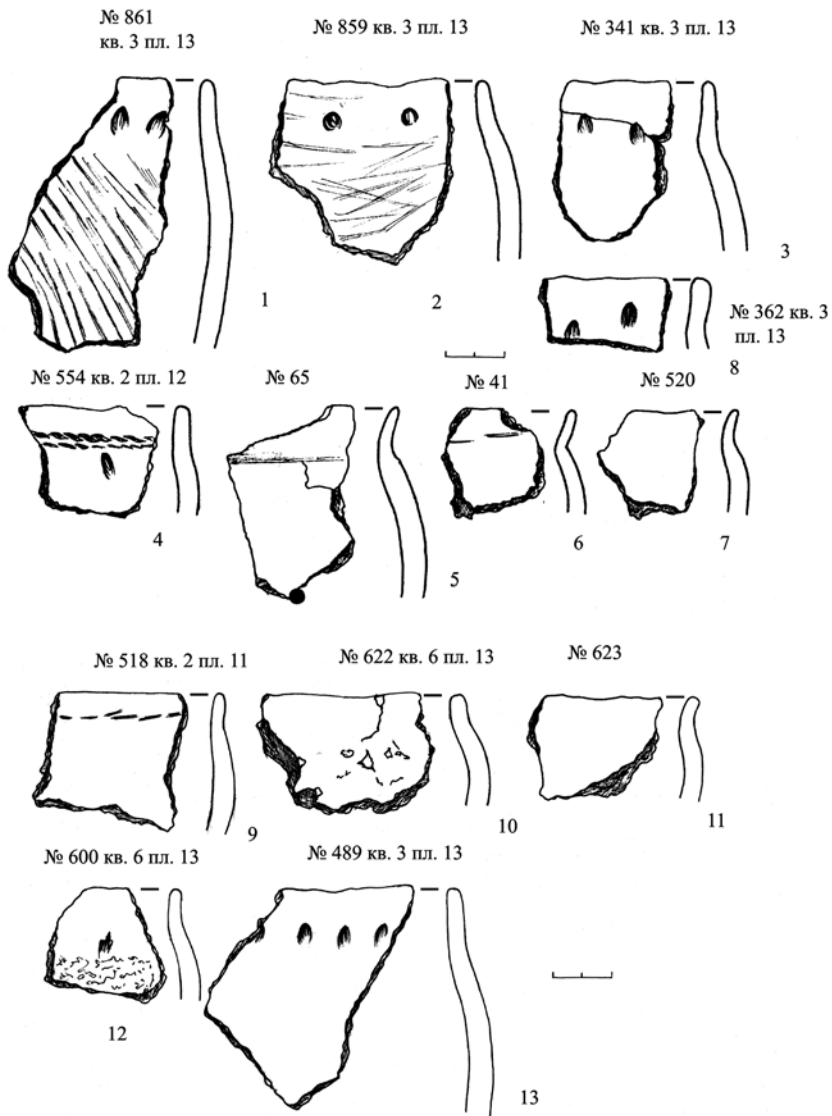 № 861
кв. 3 пл. 13
№ 859 кв. 3 пл. 13
№ 341 кв. 3 пл. 13
1
2
3
№ 362 кв. 3
пл. 13
8
№ 554 кв. 2 пл. 12
№ 65
№ 41
№ 520
4
5
6
7
№ 518 кв. 2 пл. 11
№ 622 кв. 6 пл. 13
№ 623
9
10
11
№ 600 кв. 6 пл. 13
№ 489 кв. 3 пл. 13
12
13